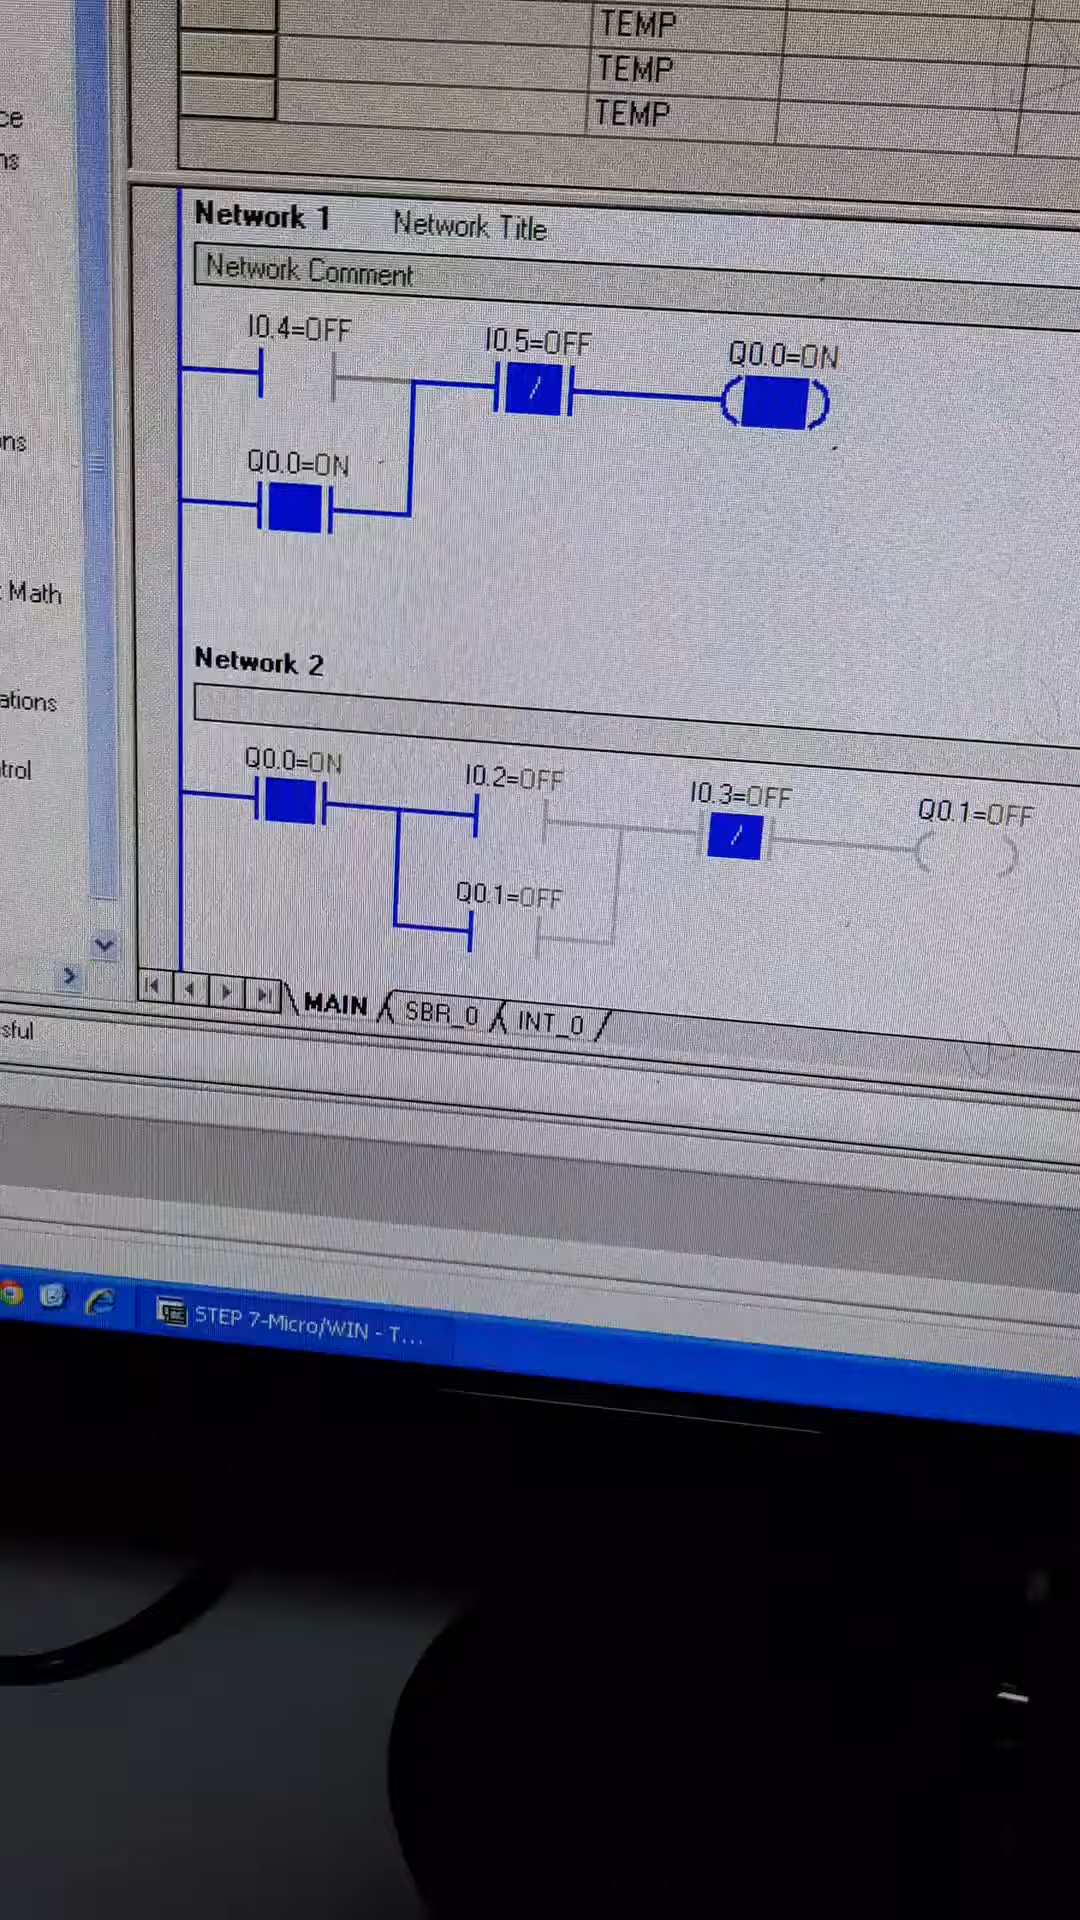 TEMP
TEMP
TEMP
ce
ns
Network 1 Network Title
Network Comment
I0.4=OFF I0.5=OFF Q0.0=ON
ons
Q0.0=ON
Math
Network 2
ations
Q0.0=ON I0.2=OFF I0.3=OFF Q0.1=OFF
trol
Q0.1=OFF
MAIN SBR_0 INT_0
sful
STEP 7-Micro/WIN - T...